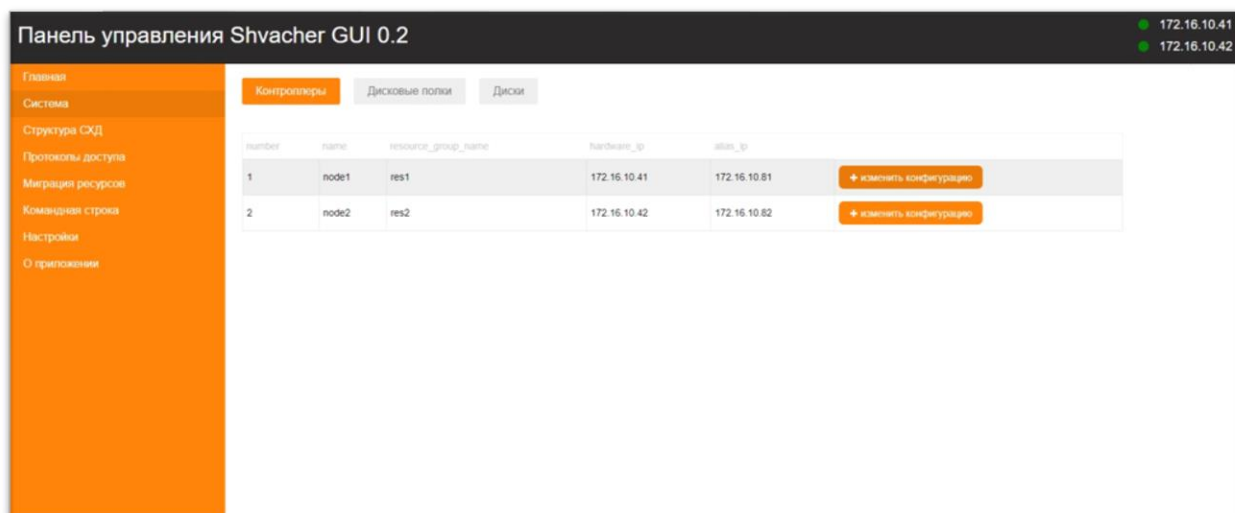 Панель управления Shvacher GUI 0.2
172.16.10.41
172.16.10.42
Главная
Система
Структура СХД
Протоколы доступа
Миграция ресурсов
Командная строка
Настройки
О приложении
Контроллеры Дисковые полки Диски
number name resource_group_name hardware_ip alias_ip
1 node1 res1 172.16.10.41 172.16.10.81 + изменить конфигурацию
2 node2 res2 172.16.10.42 172.16.10.82 + изменить конфигурацию